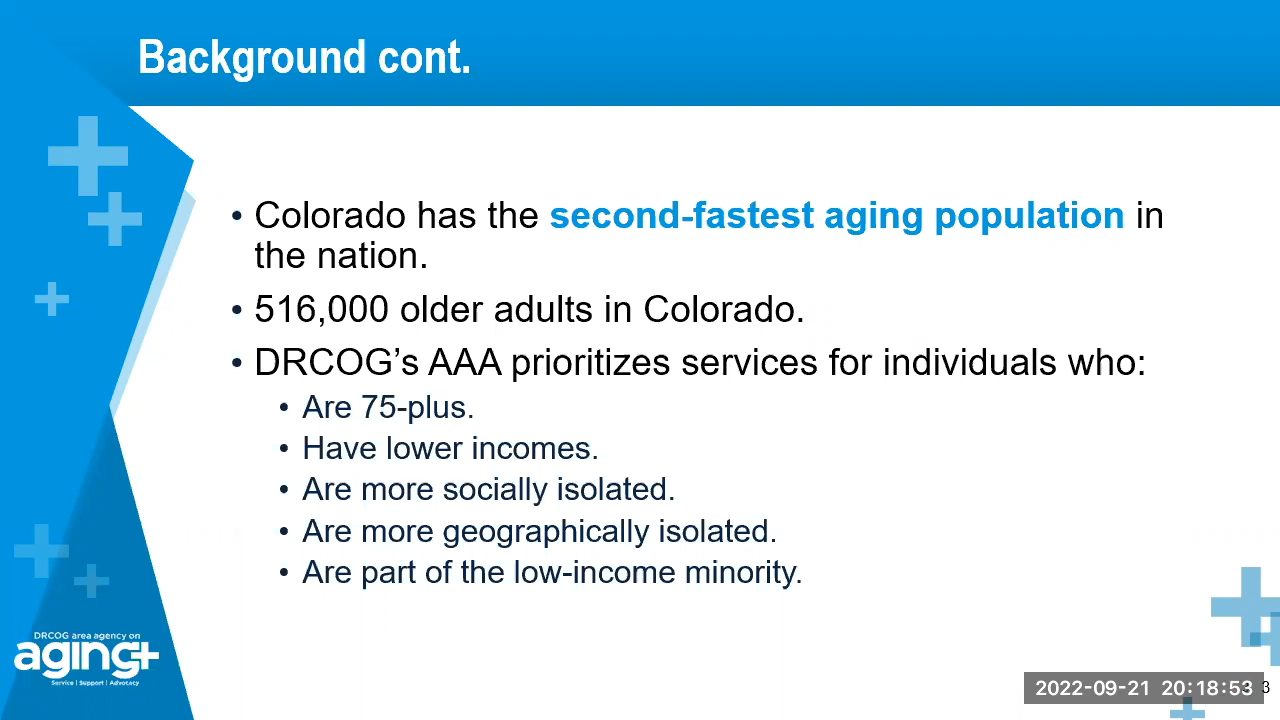 Background cont.
• Colorado has the second-fastest aging population in
the nation.
• 516,000 older adults in Colorado.
• DRCOG’s AAA prioritizes services for individuals who:
• Are 75-plus.
• Have lower incomes.
• Are more socially isolated.
• Are more geographically isolated.
• Are part of the low-income minority.
DRCOG area agency on
aging+
Service | Support | Advocacy
2022-09-21 20:18:53
3